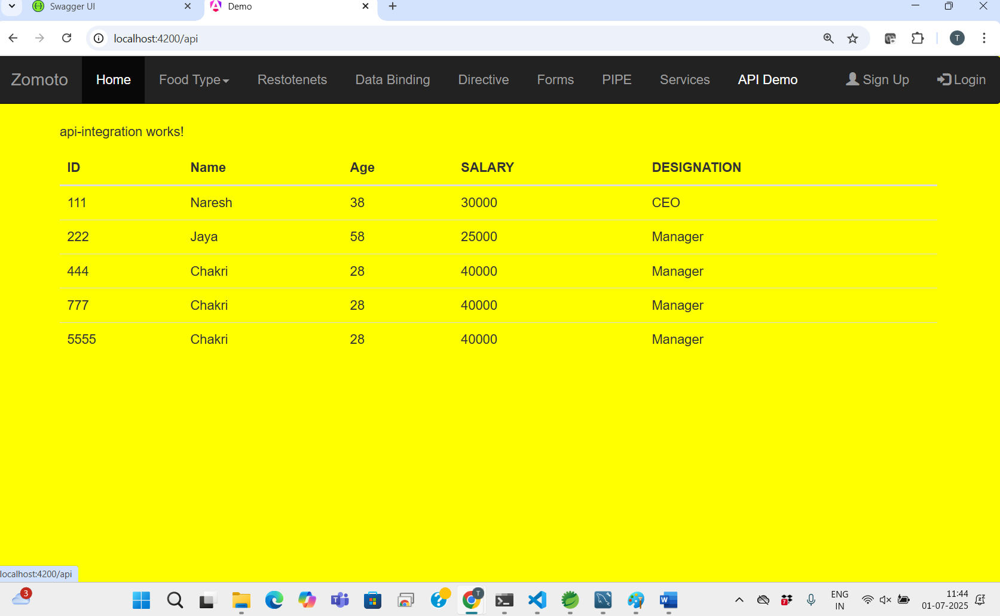 Swagger UI
Demo
localhost:4200/api
T
Zomoto Home Food Type Restotenets Data Binding Directive Forms PIPE Services API Demo Sign Up Login
api-integration works!
ID Name Age SALARY DESIGNATION
111 Naresh 38 30000 CEO
222 Jaya 58 25000 Manager
444 Chakri 28 40000 Manager
777 Chakri 28 40000 Manager
5555 Chakri 28 40000 Manager
localhost:4200/api
3
T
T
W
7
ENG
IN
11:44
01-07-2025